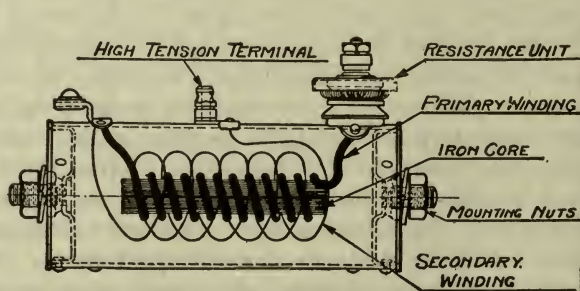 HIGH TENSION TERMINAL
RESISTANCE UNIT
PRIMARY WINDING
IRON CORE
MOUNTING NUTS
SECONDARY.
WINDING